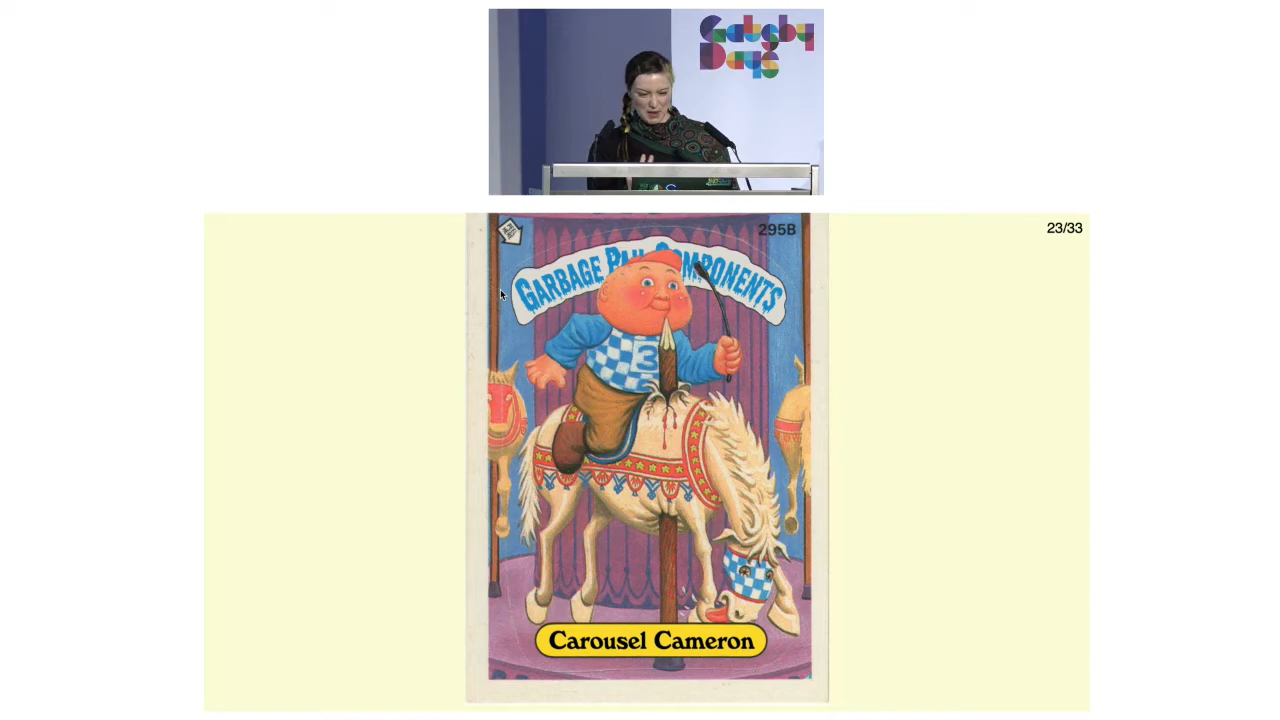 Gatsby
Days
23/33
295B
GARBAGE PAIL COMPONENTS
3
Carousel Cameron